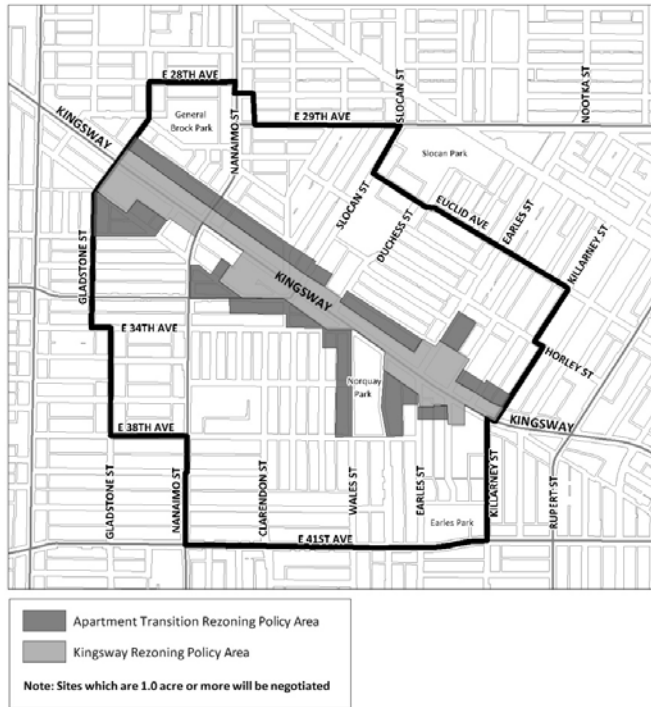 E 28TH AVE
General
Brock Park
NANAIMO ST
E 29TH AVE
SLOCAN ST
NOOTKA ST
KINGSWAY
Slocan Park
SLOCAN ST
DUCHESS ST
EUCLID AVE
EARLES ST
KILLARNEY ST
GLADSTONE ST
KINGSWAY
E 34TH AVE
HORLEY ST
Norquay
Park
KINGSWAY
E 38TH AVE
GLADSTONE ST
NANAIMO ST
CLARENDON ST
WALES ST
EARLES ST
KILLARNEY ST
RUPERT ST
Earles Park
E 41ST AVE
Apartment Transition Rezoning Policy Area
Kingsway Rezoning Policy Area
Note: Sites which are 1.0 acre or more will be negotiated